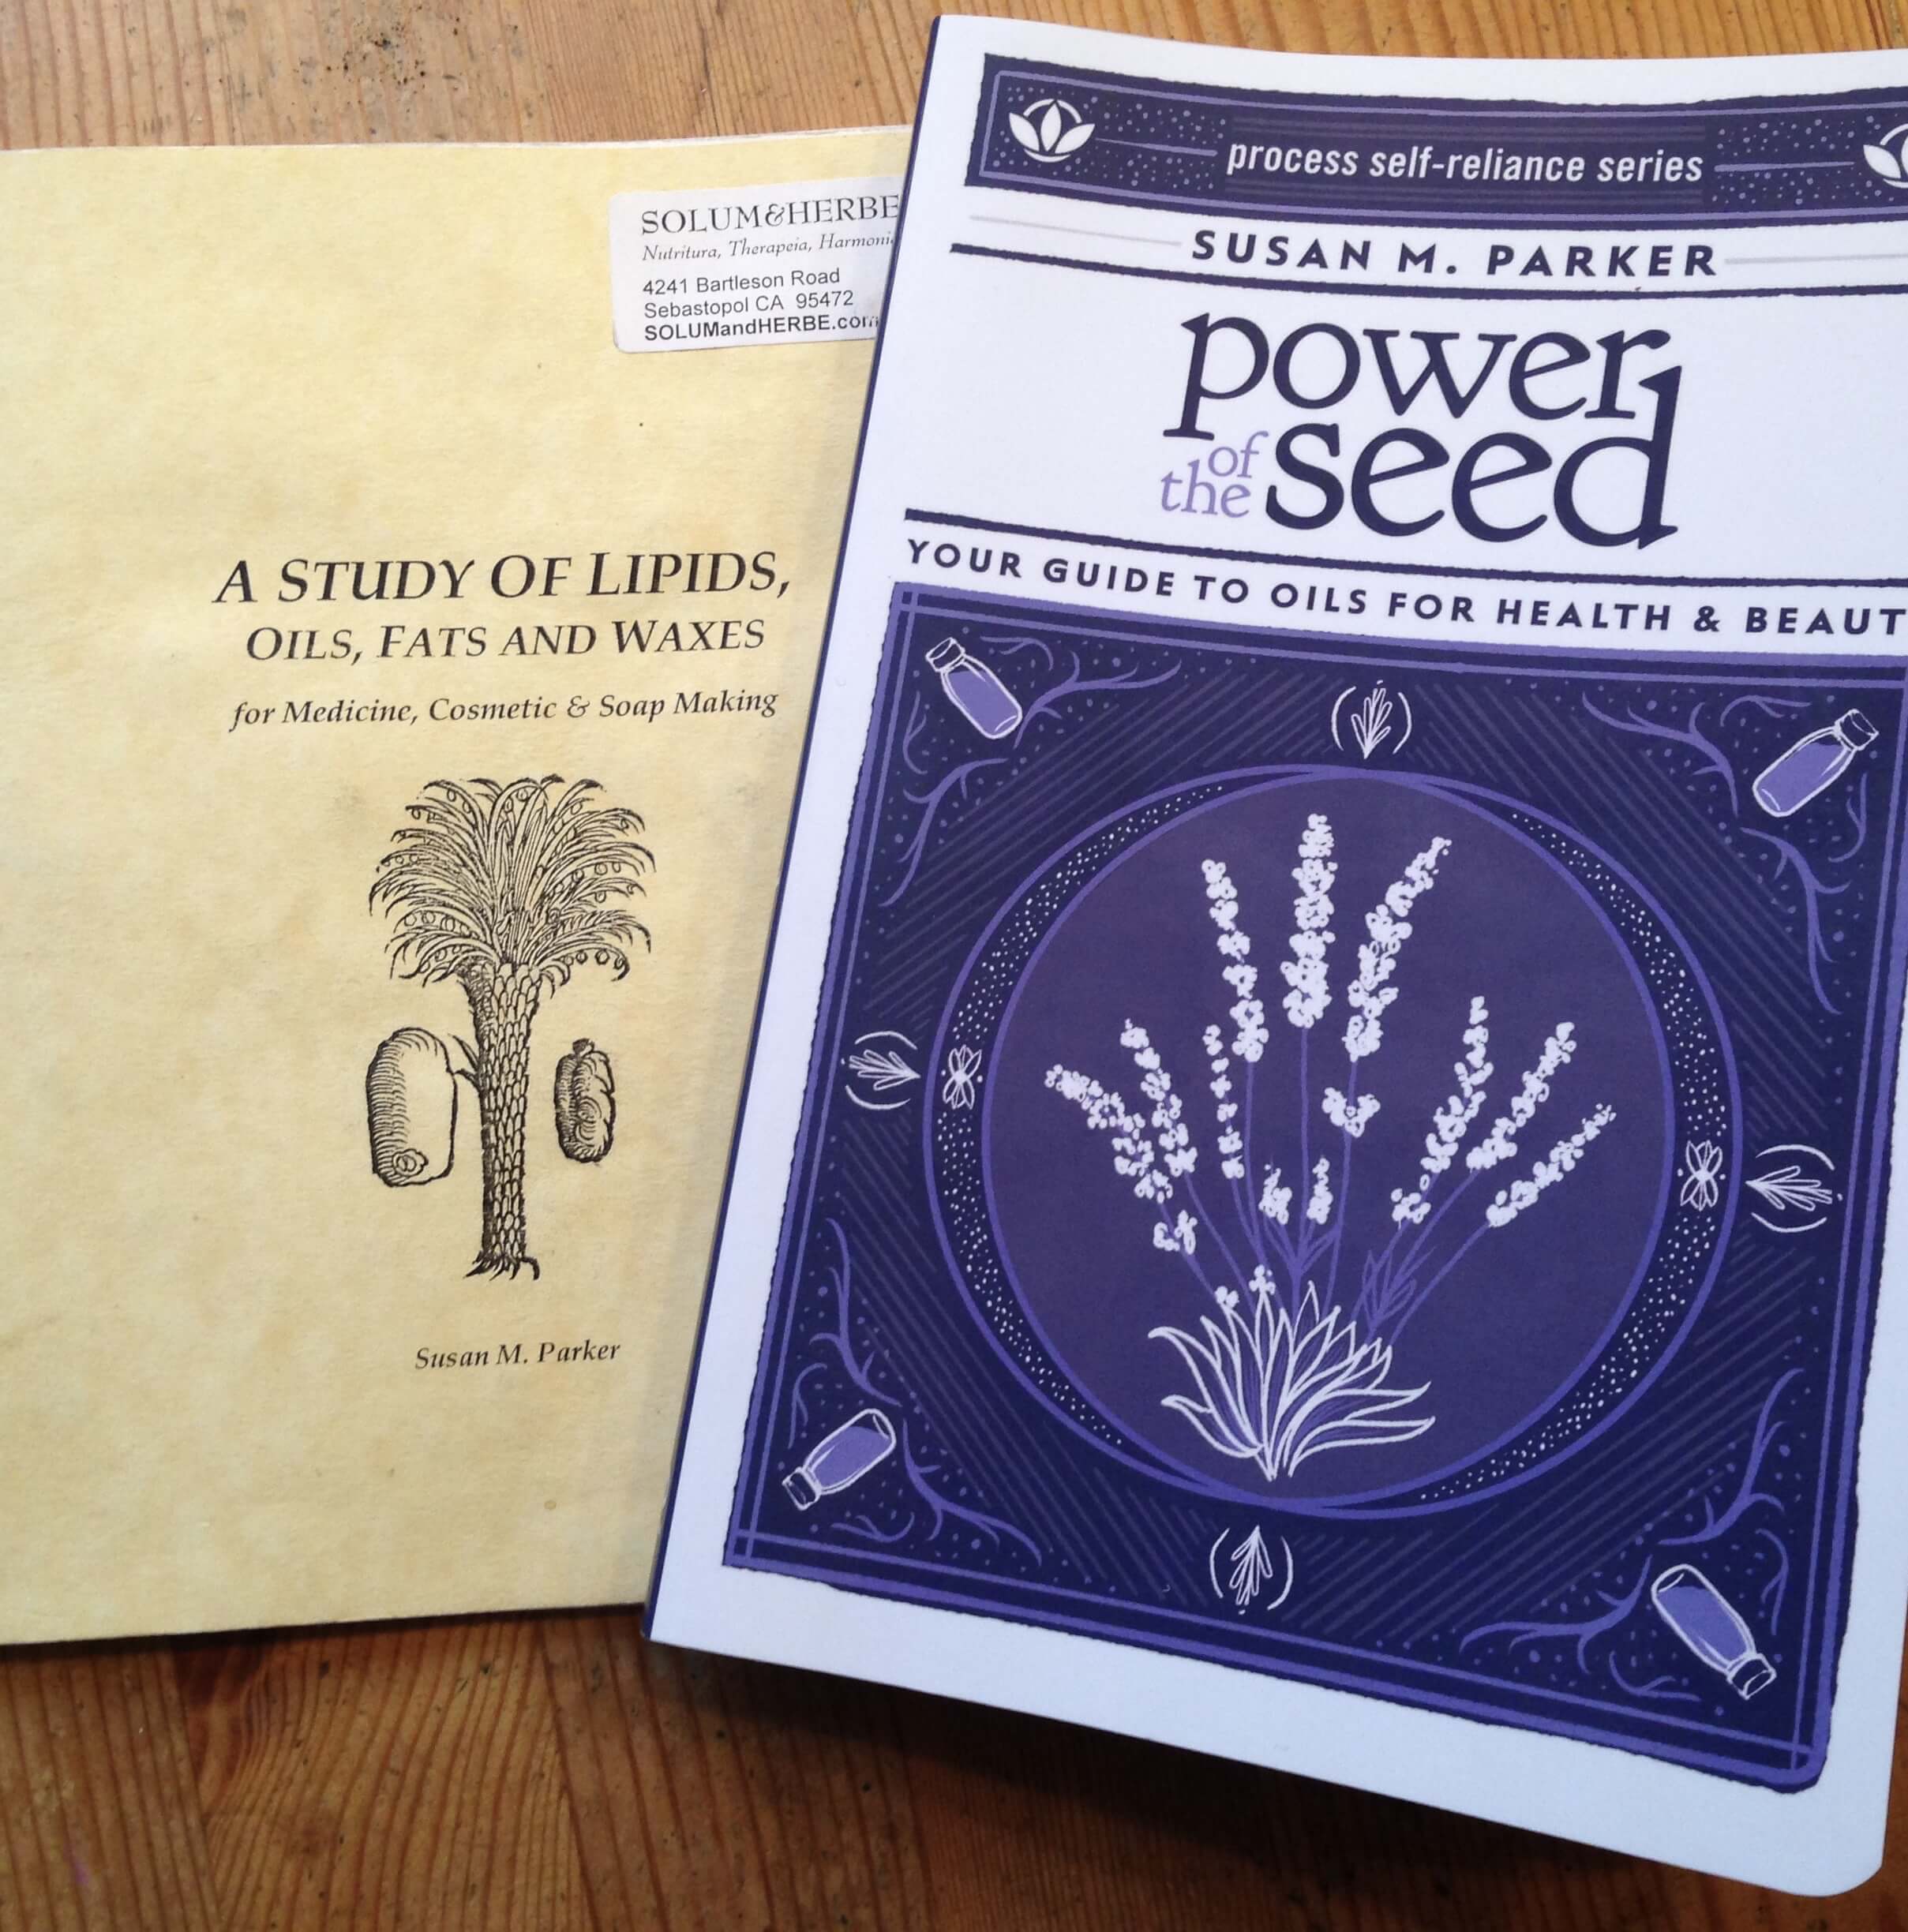 SOLUM&HERBE
Nutritura, Therapeia, Harmoni
4241 Bartleson Road
Sebastopol CA 95472
SOLUMandHERBE.com
A STUDY OF LIPIDS,
OILS, FATS AND WAXES
for Medicine, Cosmetic & Soap Making
Susan M. Parker
process self-reliance series
SUSAN M. PARKER
power
of the seed
YOUR GUIDE TO OILS FOR HEALTH & BEAUT